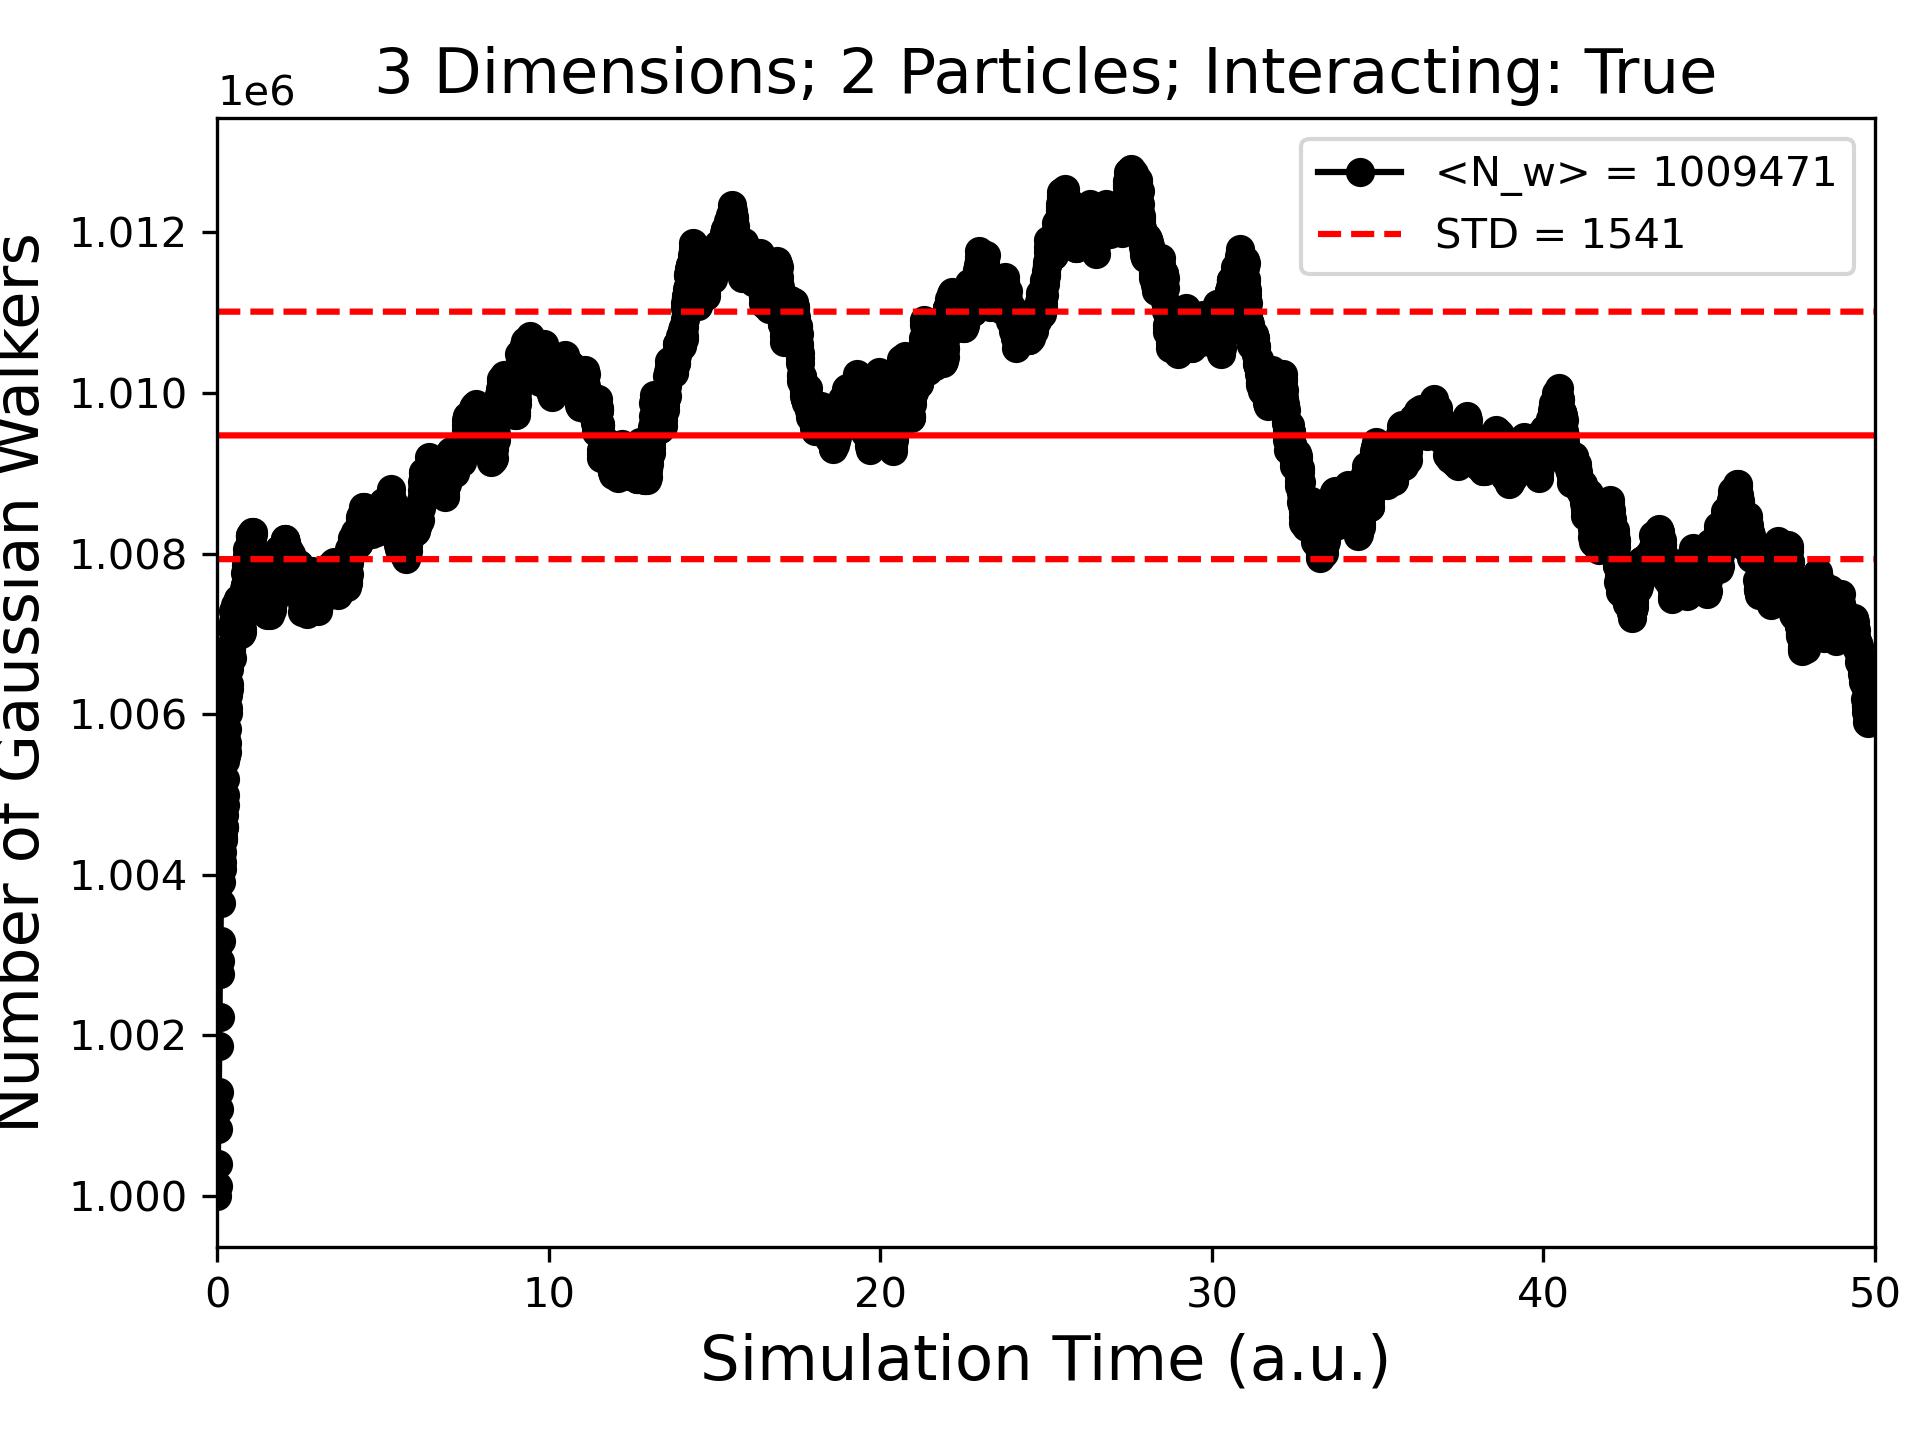 3 Dimensions; 2 Particles; Interacting: True
1e6
<N_w> = 1009471
STD = 1541
Number of Gaussian Walkers
1.012
1.010
1.008
1.006
1.004
1.002
1.000
0 10 20 30 40 50
Simulation Time (a.u.)